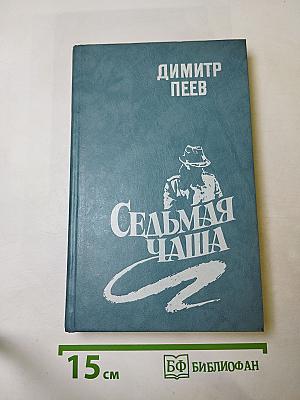 ДИМИТР
ПЕЕВ
СЕДЬМАЯ
ЧАША
15 см
БФ БИБЛИОФАН